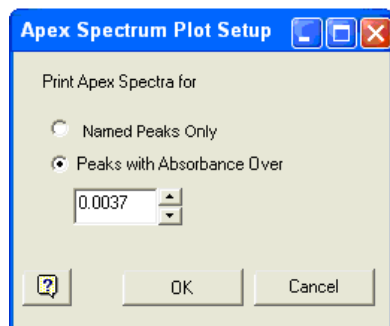 Apex Spectrum Plot Setup
Print Apex Spectra for
Named Peaks Only
Peaks with Absorbance Over
0.0037
? OK Cancel